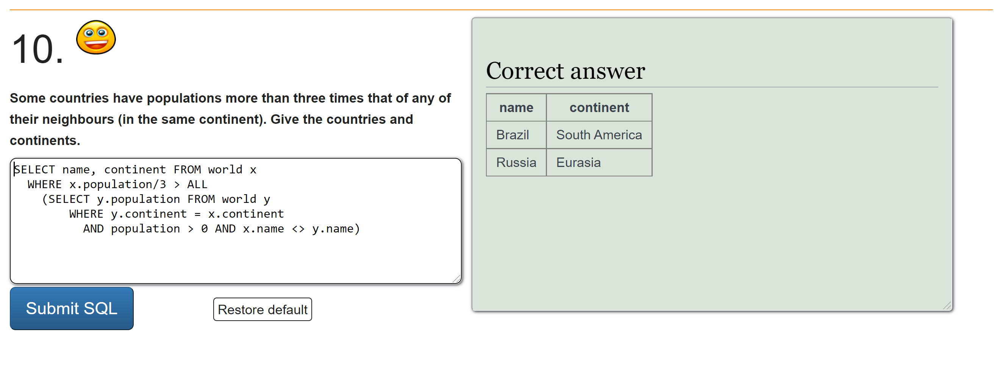 10.
Some countries have populations more than three times that of any of
their neighbours (in the same continent). Give the countries and
continents.
SELECT name, continent FROM world x
WHERE x.population/3 > ALL
(SELECT y.population FROM world y
WHERE y.continent = x.continent
AND population > 0 AND x.name <> y.name)
Submit SQL
Restore default
Correct answer
name continent
Brazil South America
Russia Eurasia